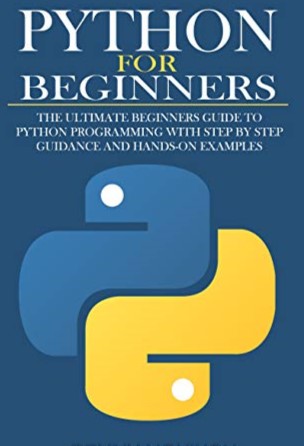 PYTHON
FOR
BEGINNERS
THE ULTIMATE BEGINNERS GUIDE TO
PYTHON PROGRAMMING WITH STEP BY STEP
GUIDANCE AND HANDS-ON EXAMPLES